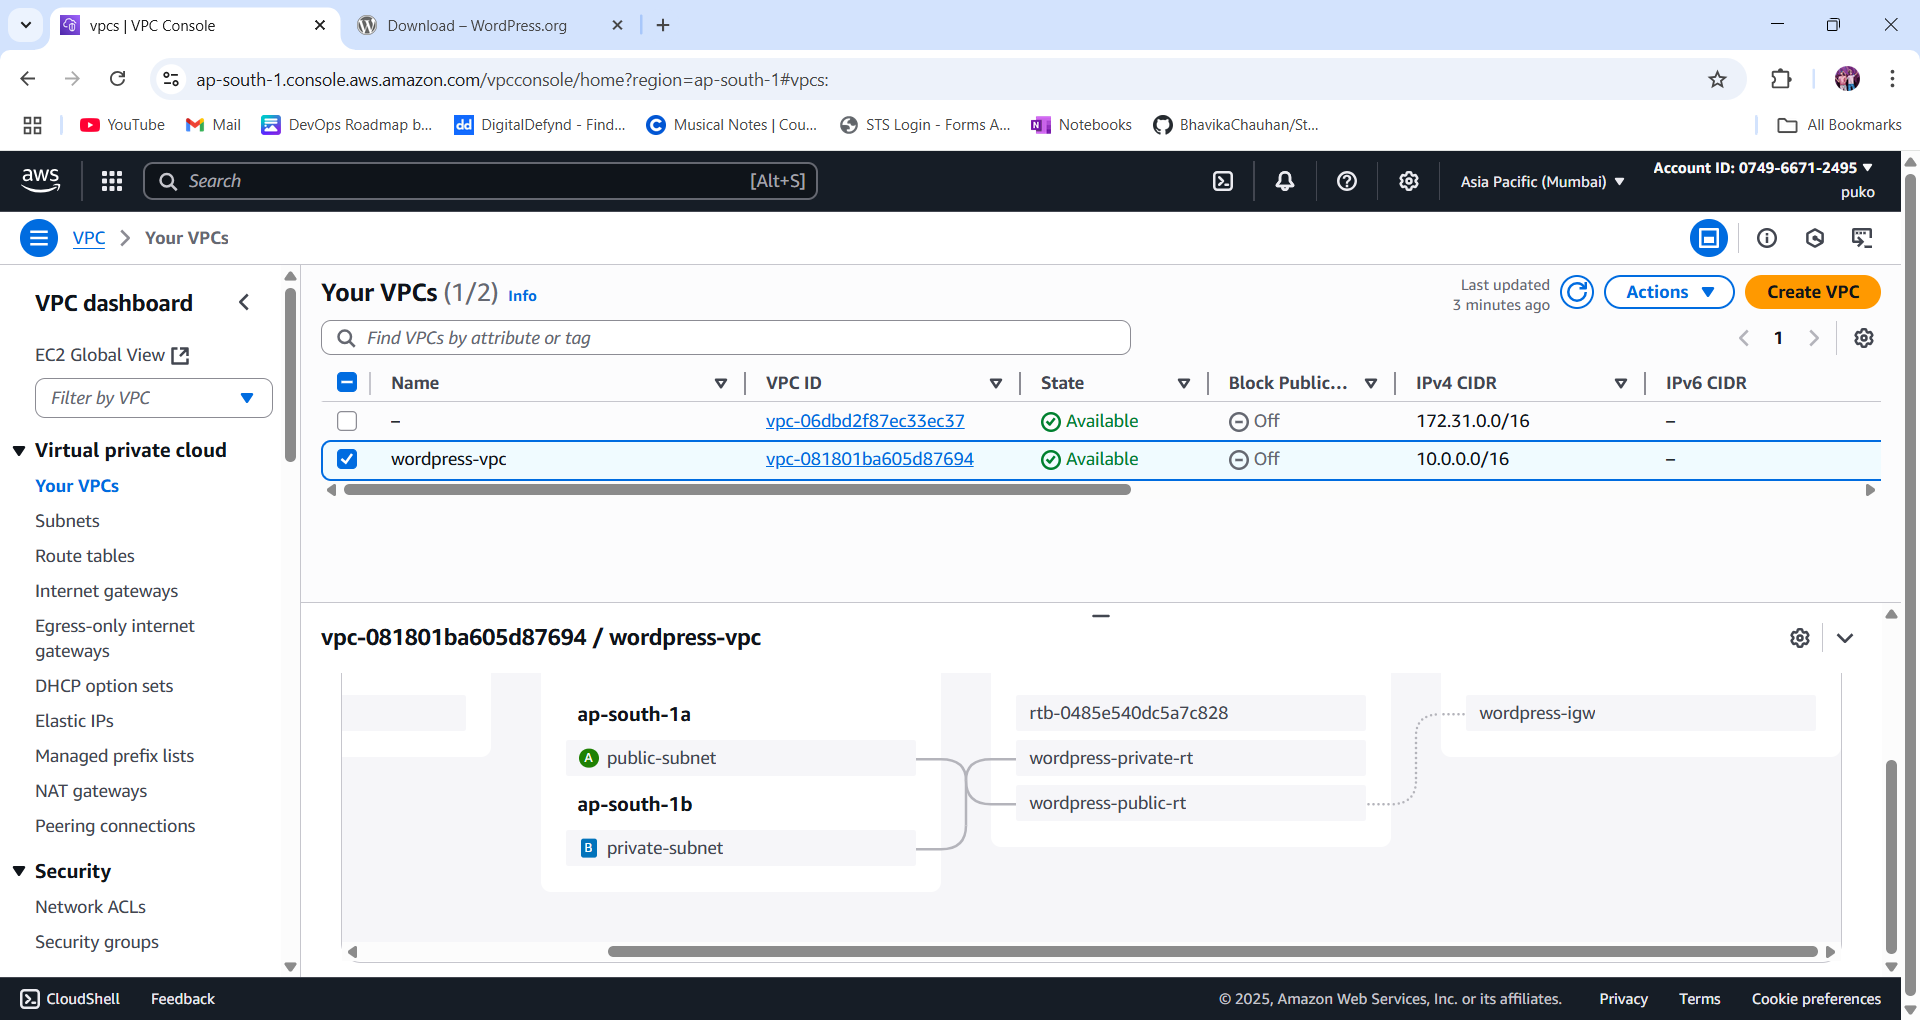 vpcs | VPC Console
Download – WordPress.org
ap-south-1.console.aws.amazon.com/vpcconsole/home?region=ap-south-1#vpcs:
YouTube
Mail
DevOps Roadmap b...
dd DigitalDefynd - Find...
C Musical Notes | Cou...
STS Login - Forms A...
N Notebooks
BhavikaChauhan/St...
All Bookmarks
aws
Search [Alt+S]
Asia Pacific (Mumbai)
Account ID: 0749-6671-2495
puko
VPC > Your VPCs
VPC dashboard
EC2 Global View
Filter by VPC
Virtual private cloud
Your VPCs
Subnets
Route tables
Internet gateways
Egress-only internet
gateways
DHCP option sets
Elastic IPs
Managed prefix lists
NAT gateways
Peering connections
Security
Network ACLs
Security groups
Your VPCs (1/2) Info
Last updated
3 minutes ago
Actions
Create VPC
Find VPCs by attribute or tag
1
Name VPC ID State Block Public... IPv4 CIDR IPv6 CIDR
– vpc-06dbd2f87ec33ec37 Available Off 172.31.0.0/16 –
wordpress-vpc vpc-081801ba605d87694 Available Off 10.0.0.0/16 –
vpc-081801ba605d87694 / wordpress-vpc
ap-south-1a
A public-subnet
ap-south-1b
B private-subnet
rtb-0485e540dc5a7c828
wordpress-private-rt
wordpress-public-rt
wordpress-igw
CloudShell
Feedback
© 2025, Amazon Web Services, Inc. or its affiliates.
Privacy
Terms
Cookie preferences